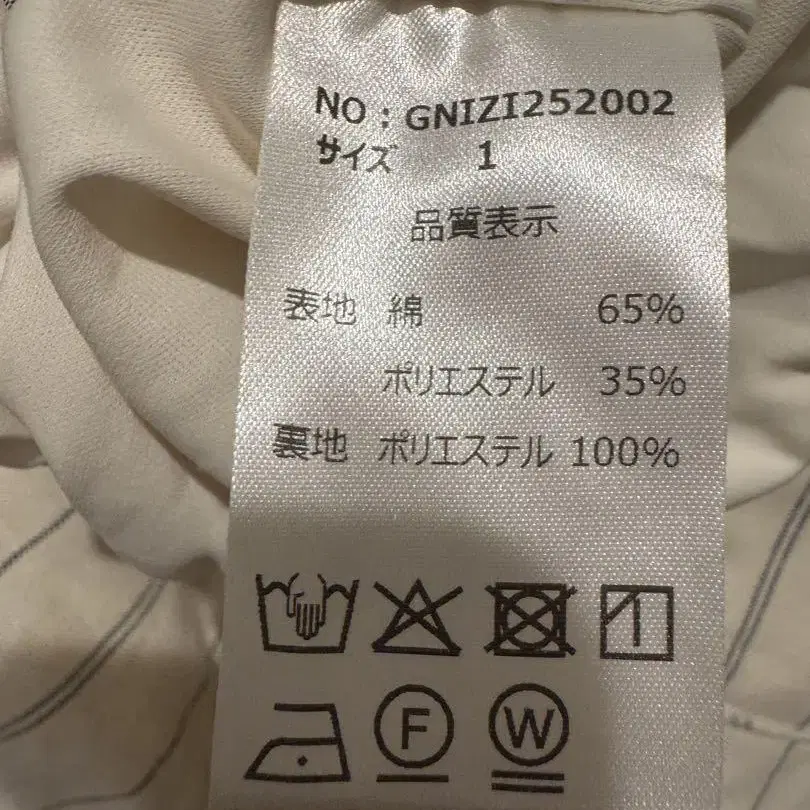 NO:GNIZI252002
サイズ 1
品質表示
表地 綿 65%
ポリエステル 35%
裏地 ポリエステル 100%
F W